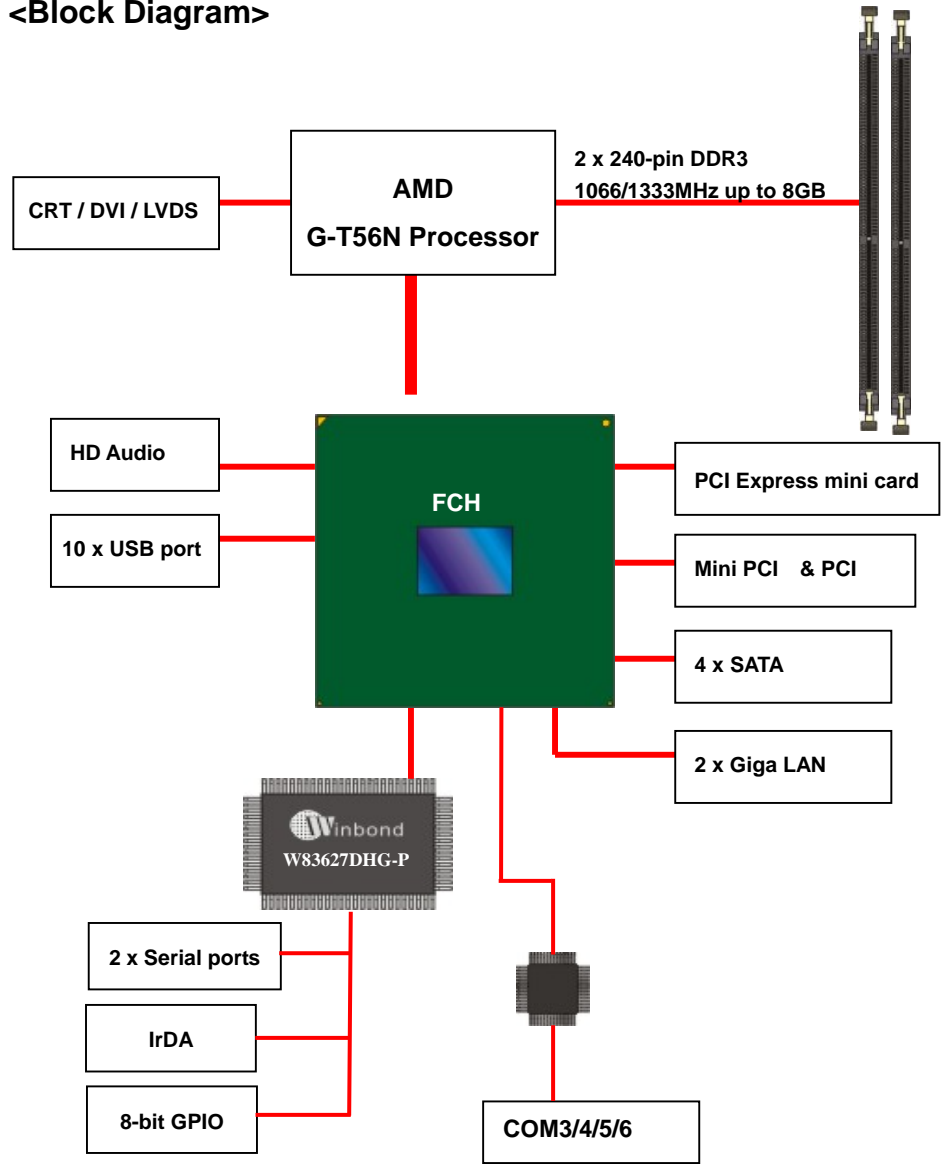 <Block Diagram>
2 x 240-pin DDR3
1066/1333MHz up to 8GB
AMD
G-T56N Processor
CRT / DVI / LVDS
HD Audio
10 x USB port
FCH
PCI Express mini card
Mini PCI & PCI
4 x SATA
2 x Giga LAN
Winbond
W83627DHG-P
2 x Serial ports
IrDA
8-bit GPIO
COM3/4/5/6